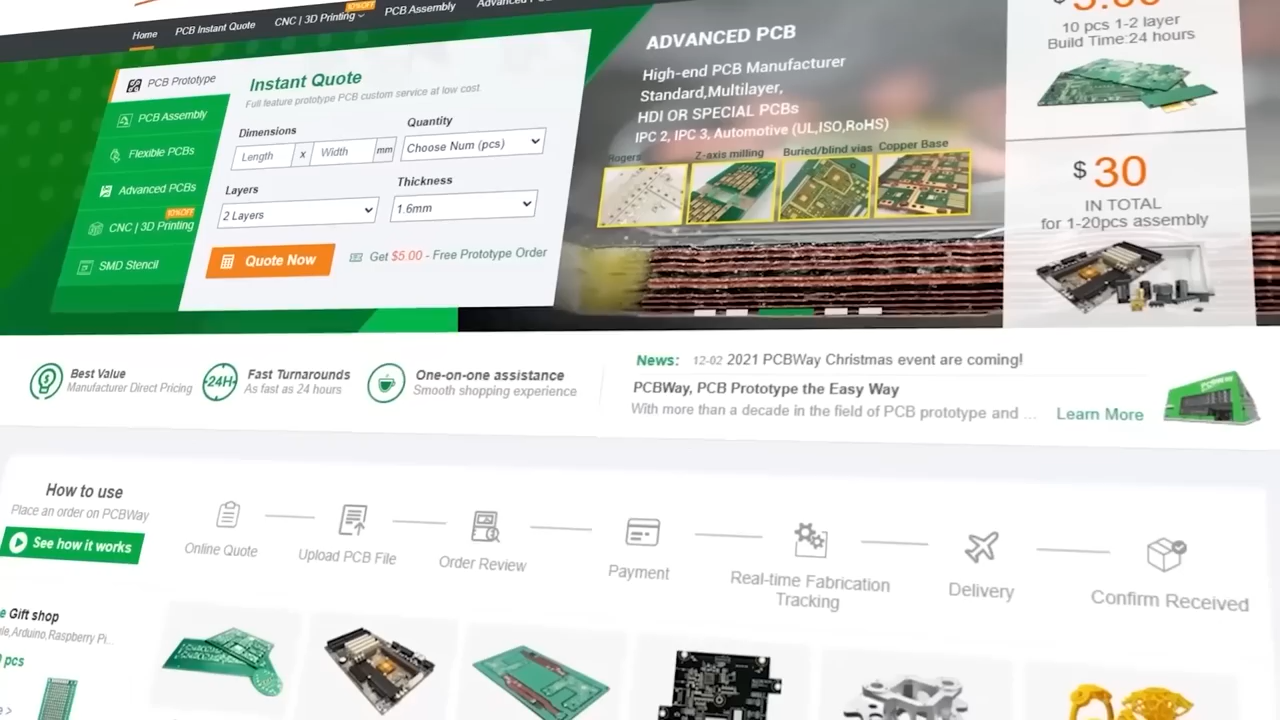 Home
PCB Instant Quote
CNC | 3D Printing
10%OFF
PCB Assembly
PCB Prototype
PCB Assembly
Flexible PCBs
Advanced PCBs
10%OFF
CNC | 3D Printing
SMD Stencil
Instant Quote
Full feature prototype PCB custom service at low cost.
Dimensions
Length x Width mm
Quantity
Choose Num (pcs)
Layers
2 Layers
Thickness
1.6mm
Quote Now
Get $5.00 - Free Prototype Order
ADVANCED PCB
High-end PCB Manufacturer
Standard,Multilayer,
HDI OR SPECIAL PCBs
IPC 2, IPC 3, Automotive (UL,ISO,RoHS)
Rogers
Z-axis milling
Buried/blind vias
Copper Base
10 pcs 1-2 layer
Build Time:24 hours
$ 30
IN TOTAL
for 1-20pcs assembly
Best Value
Manufacturer Direct Pricing
24H
Fast Turnarounds
As fast as 24 hours
One-on-one assistance
Smooth shopping experience
News: 12-02 2021 PCBWay Christmas event are coming!
PCBWay, PCB Prototype the Easy Way
With more than a decade in the field of PCB prototype and ...
Learn More
PCBWay
How to use
Place an order on PCBWay
See how it works
Online Quote
Upload PCB File
Order Review
Payment
Real-time Fabrication
Tracking
Delivery
Confirm Received
Gift shop
Arduino,Raspberry Pi...
pcs